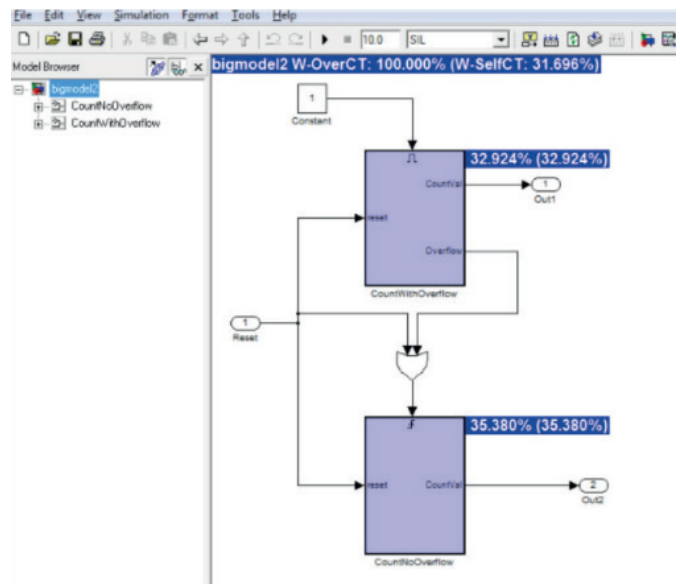 File Edit View Simulation Format Tools Help
10.0 SIL
Model Browser
bigmodel2 W-OverCT: 100.000% (W-SelfCT: 31.696%)
bigmodel2
CountNoOverflow
CountWithOverflow
1
Constant
32.924% (32.924%)
CountVal
1
Out1
reset
Overflow
CountWithOverflow
1
Reset
35.380% (35.380%)
reset
CountVal
2
Out2
CountNoOverflow